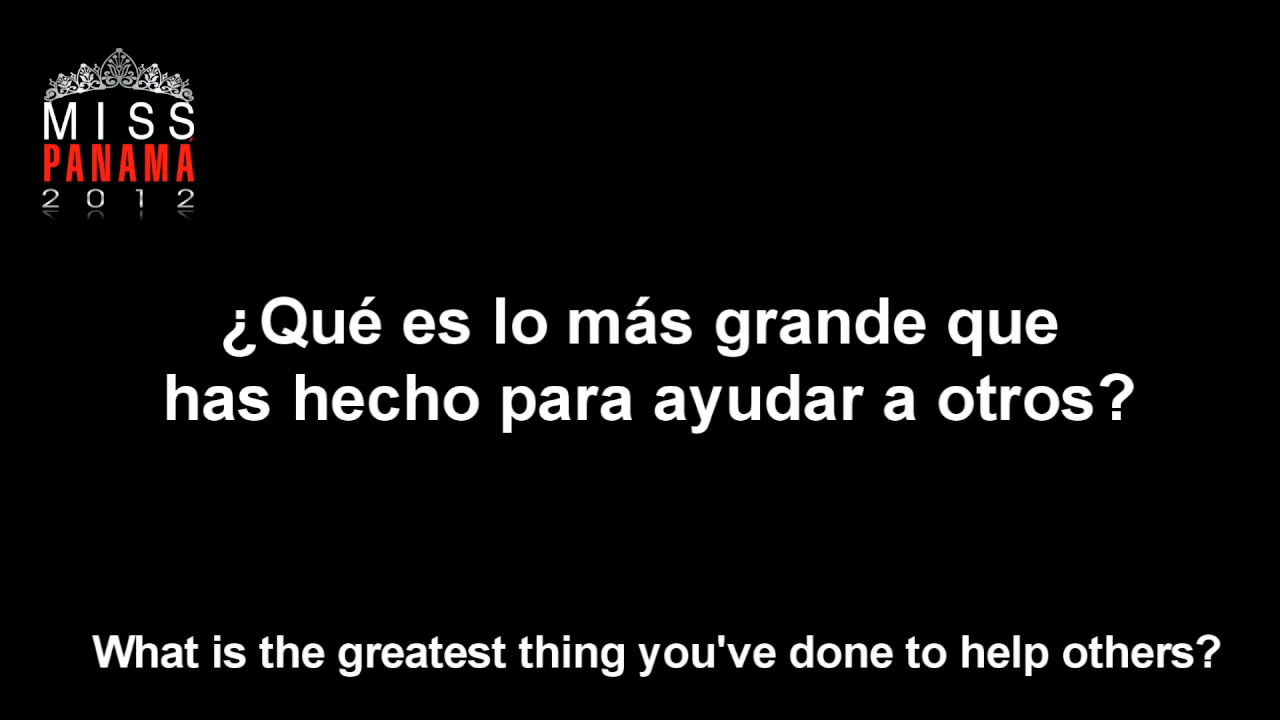 MISS
PANAMÁ
2012
¿Qué es lo más grande que
has hecho para ayudar a otros?
What is the greatest thing you've done to help others?